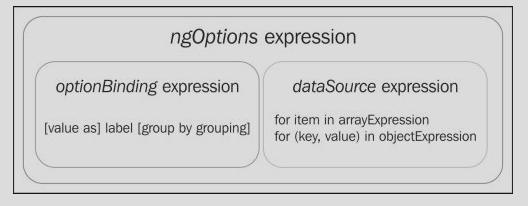 ngOptions expression
optionBinding expression
[value as] label [group by grouping]
dataSource expression
for item in arrayExpression
for (key, value) in objectExpression